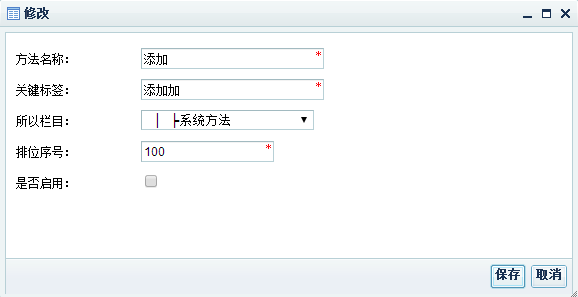 修改
方法名称： 添加 *
关键标签： 添加加 *
所以栏目： │ ├系统方法
排位序号： 100 *
是否启用：
保存 取消